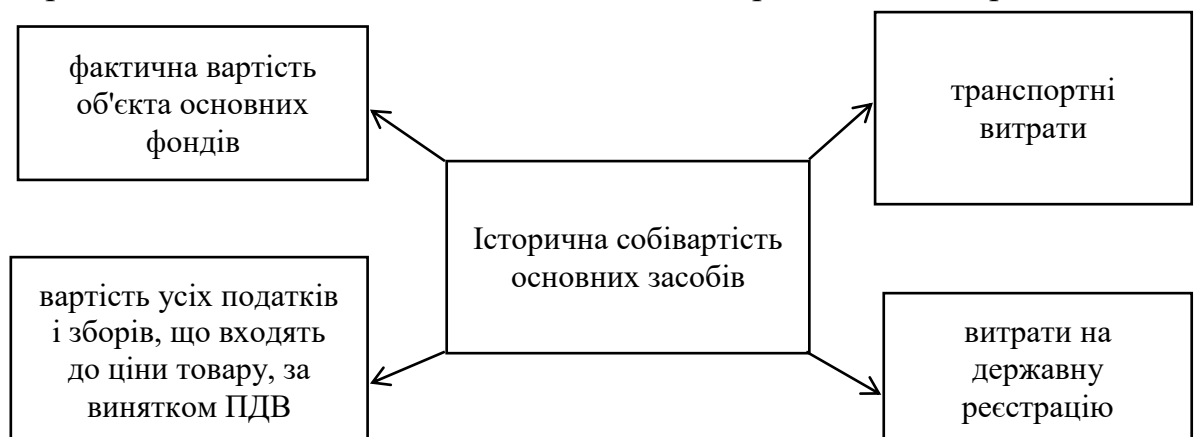 фактична вартість
об'єкта основних
фондів
транспортні
витрати
Історична собівартість
основних засобів
вартість усіх податків
і зборів, що входять
до ціни товару, за
винятком ПДВ
витрати на
державну
реєстрацію